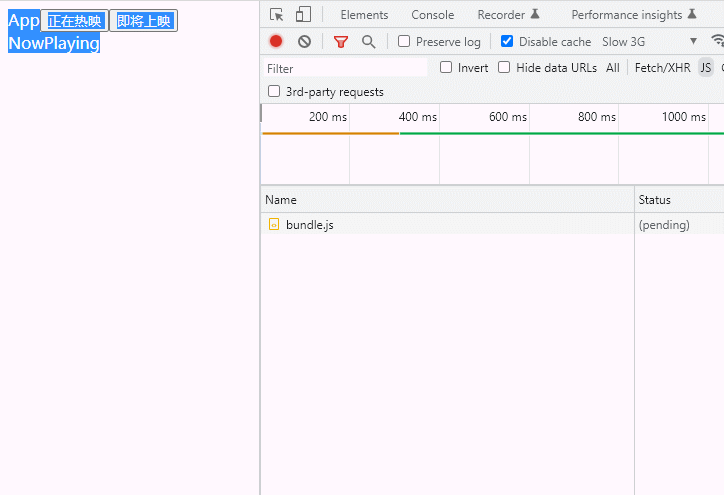 App 正在热映 即将上映
NowPlaying
Elements Console Recorder Performance insights
Preserve log Disable cache Slow 3G
Filter Invert Hide data URLs All Fetch/XHR JS
3rd-party requests
200 ms 400 ms 600 ms 800 ms 1000 ms
Name Status
bundle.js (pending)